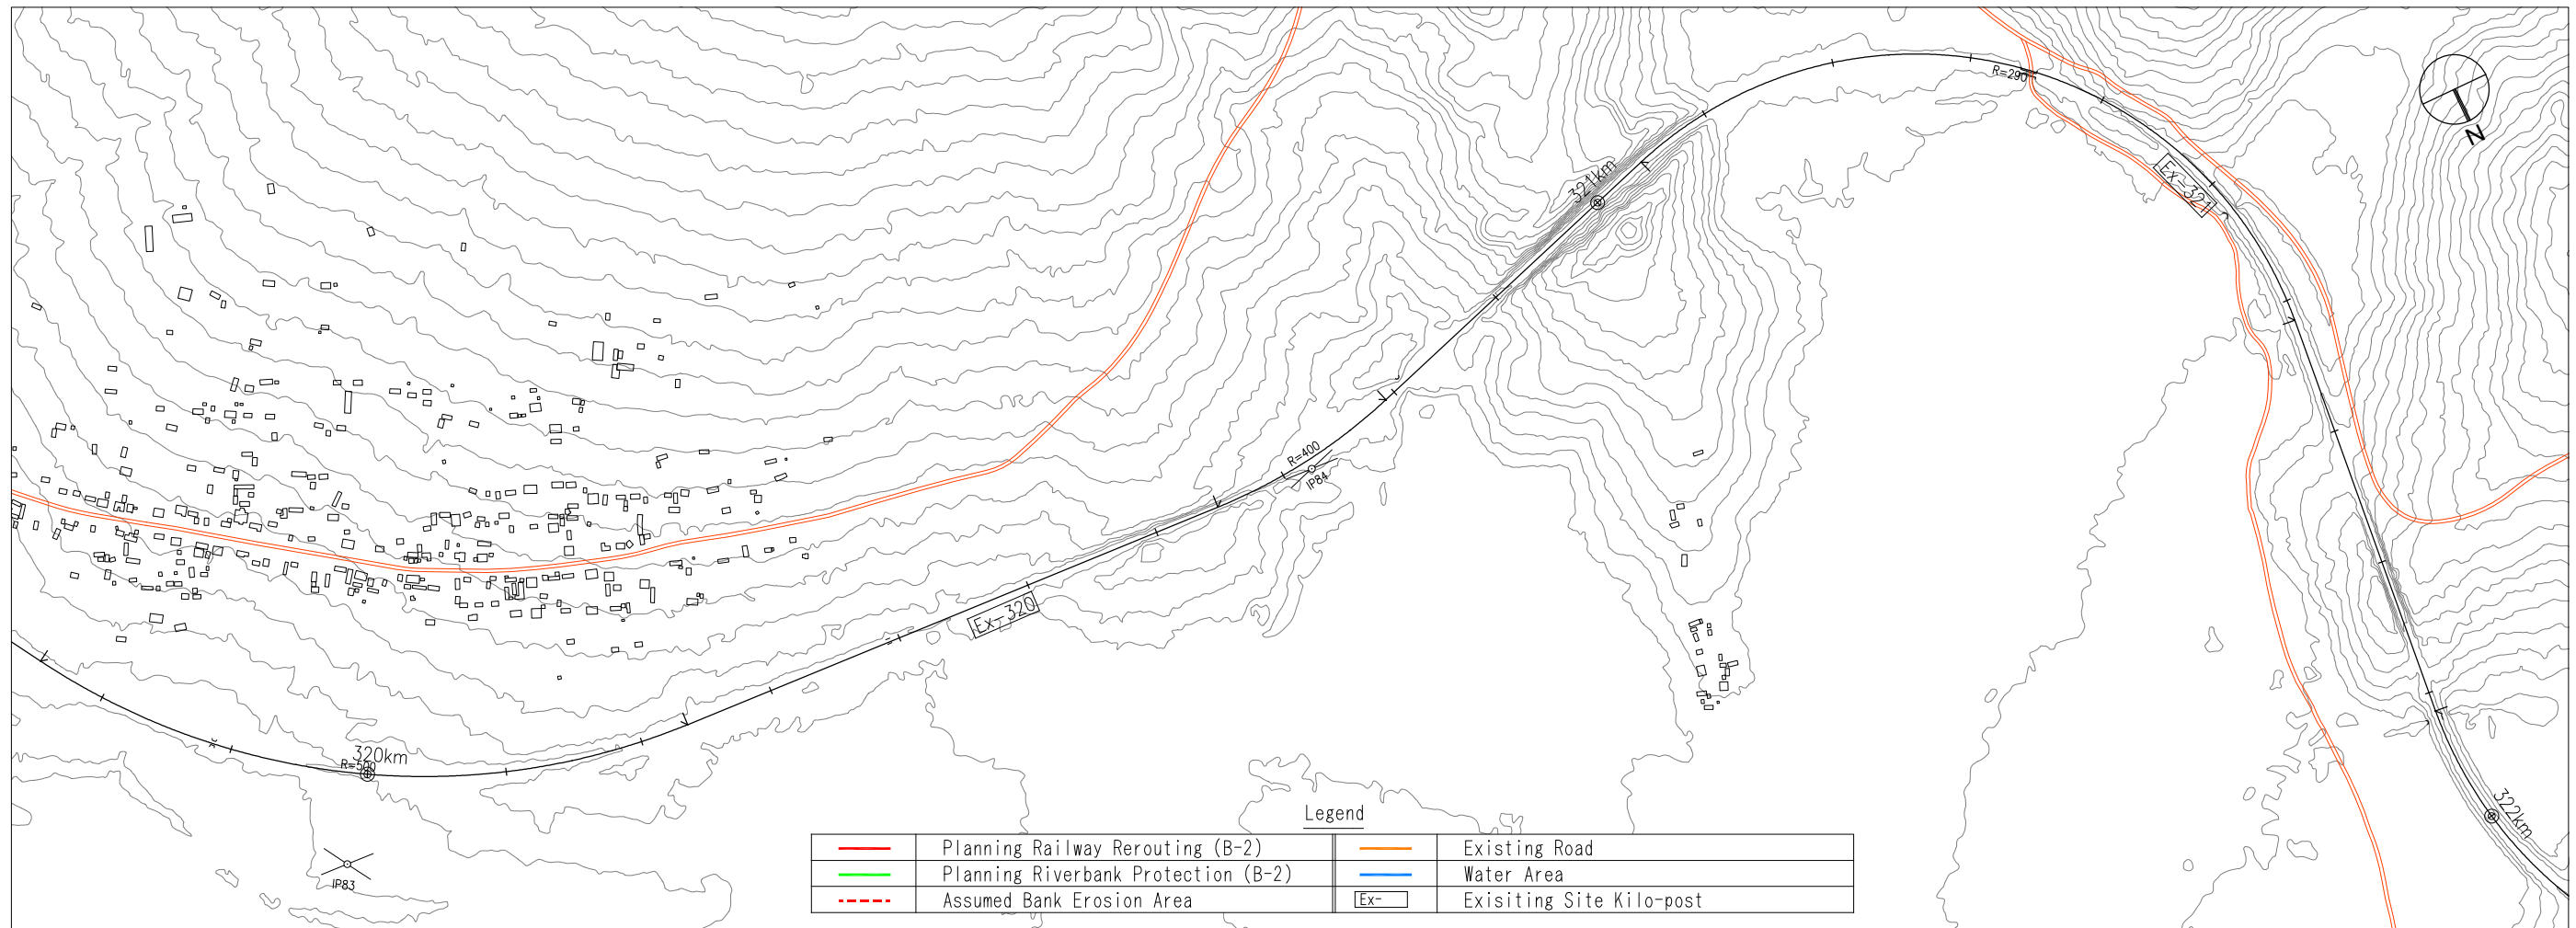 R=290
N
321km
Ex-321
R=400
IP84
Ex-320
320km
R=500
322km
IP83
Legend
Planning Railway Rerouting (B-2)
Existing Road
Planning Riverbank Protection (B-2)
Water Area
Assumed Bank Erosion Area
Ex-
Exisiting Site Kilo-post